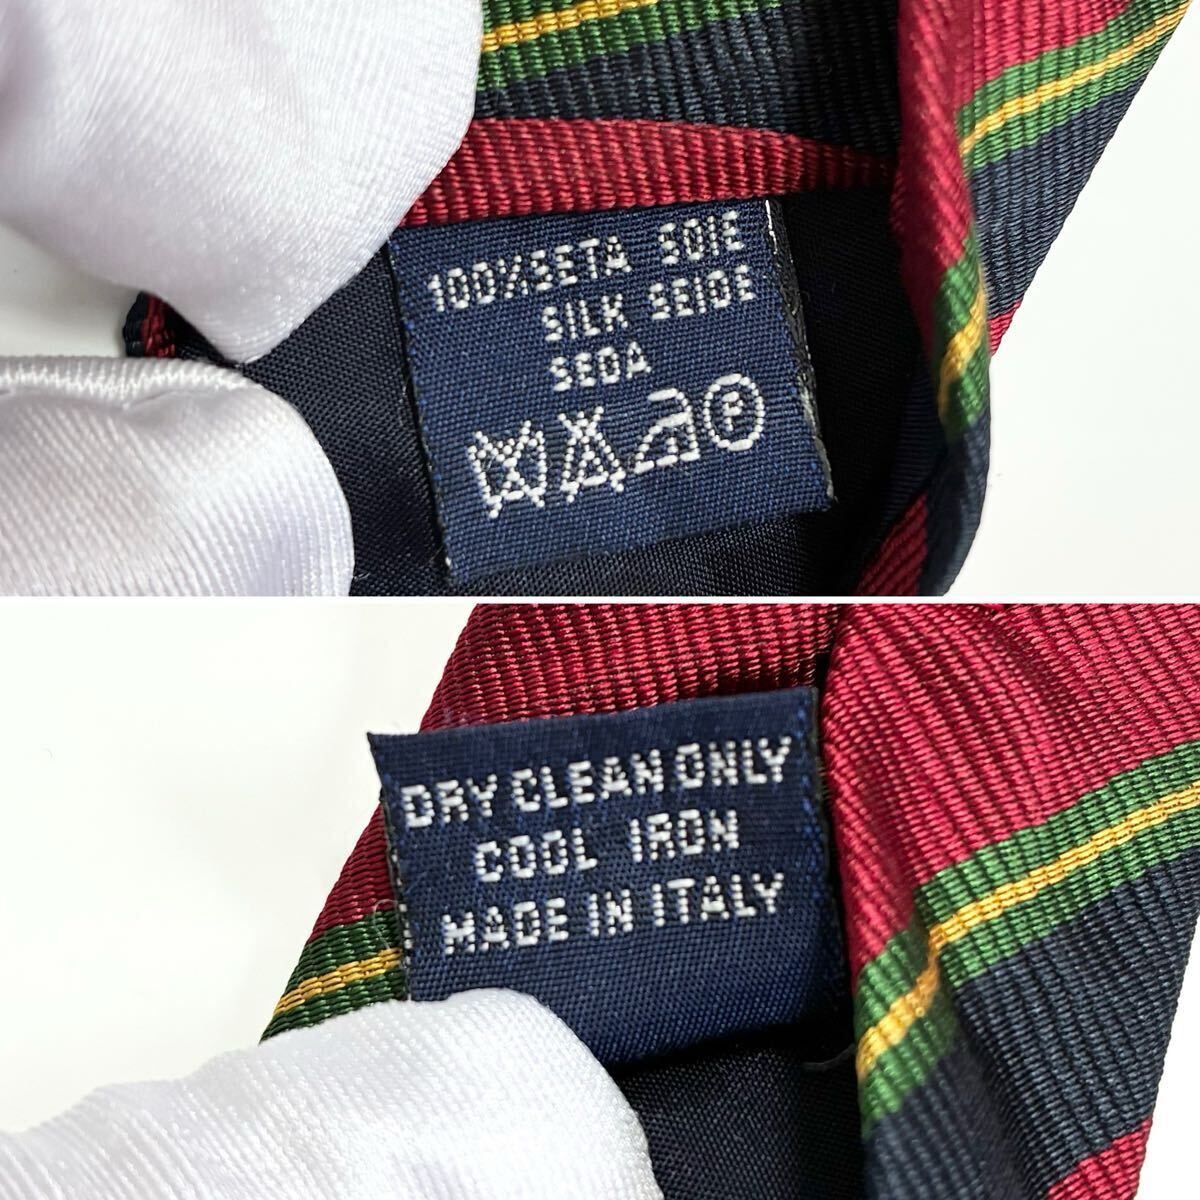 100% SETA SOIE
SILK SEIDE
SEDA
P
DRY CLEAN ONLY
COOL IRON
MADE IN ITALY